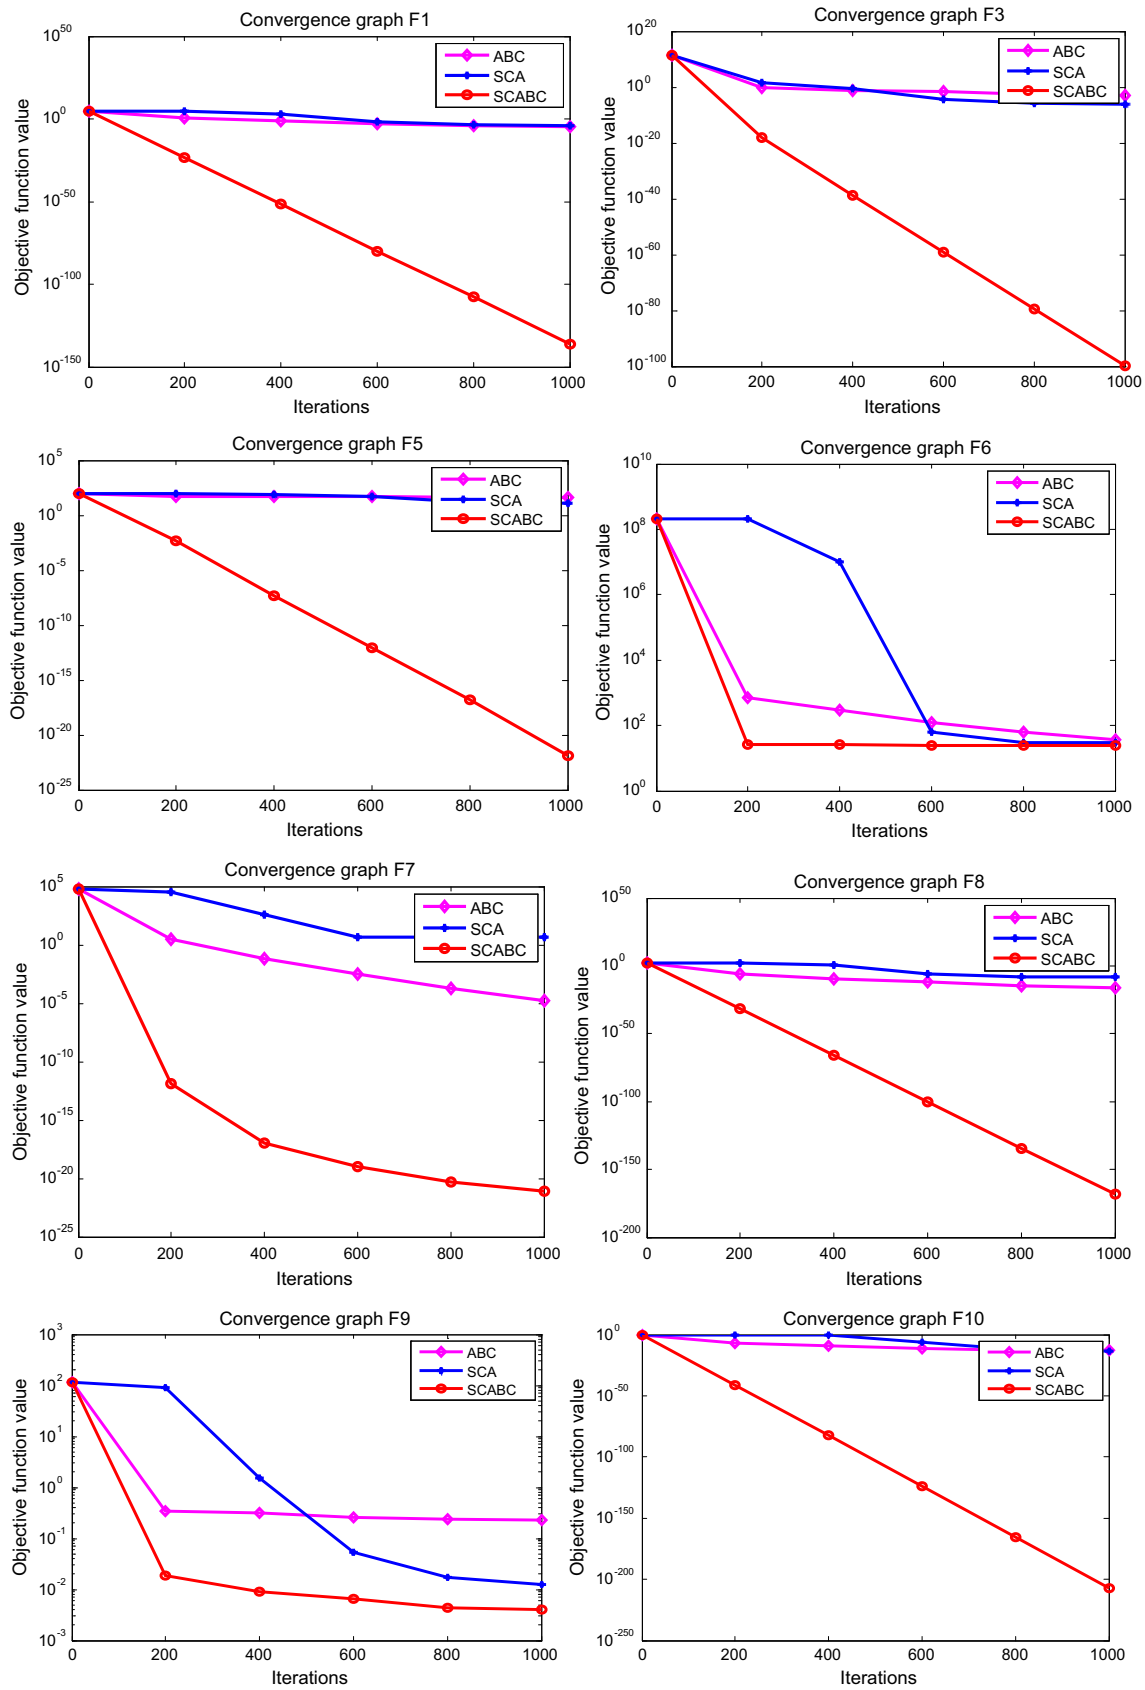 Convergence graph F1
10^50
10^0
10^-50
10^-100
10^-150
Objective function value
ABC
SCA
SCABC
0 200 400 600 800 1000
Iterations
Convergence graph F3
10^20
10^0
10^-20
10^-40
10^-60
10^-80
10^-100
Objective function value
ABC
SCA
SCABC
0 200 400 600 800 1000
Iterations
Convergence graph F5
10^5
10^0
10^-5
10^-10
10^-15
10^-20
10^-25
Objective function value
ABC
SCA
SCABC
0 200 400 600 800 1000
Iterations
Convergence graph F6
10^10
10^8
10^6
10^4
10^2
10^0
Objective function value
ABC
SCA
SCABC
0 200 400 600 800 1000
Iterations
Convergence graph F7
10^5
10^0
10^-5
10^-10
10^-15
10^-20
10^-25
Objective function value
ABC
SCA
SCABC
0 200 400 600 800 1000
Iterations
Convergence graph F8
10^50
10^0
10^-50
10^-100
10^-150
10^-200
Objective function value
ABC
SCA
SCABC
0 200 400 600 800 1000
Iterations
Convergence graph F9
10^3
10^2
10^1
10^0
10^-1
10^-2
10^-3
Objective function value
ABC
SCA
SCABC
0 200 400 600 800 1000
Iterations
Convergence graph F10
10^0
10^-50
10^-100
10^-150
10^-200
10^-250
Objective function value
ABC
SCA
SCABC
0 200 400 600 800 1000
Iterations